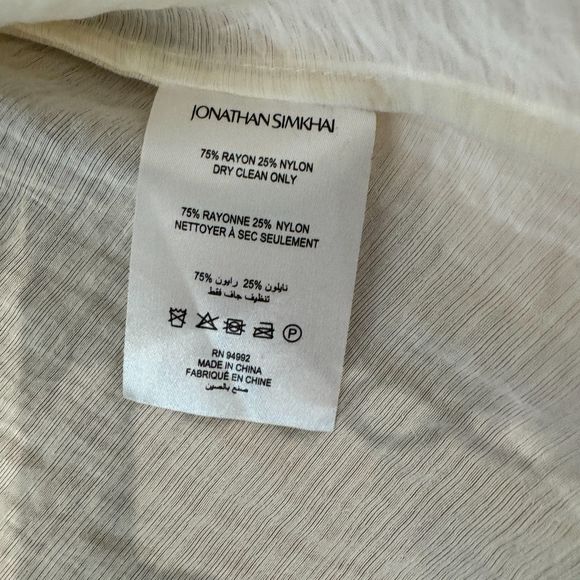 JONATHAN SIMKHAI
75% RAYON 25% NYLON
DRY CLEAN ONLY
75% RAYONNE 25% NYLON
NETTOYER À SEC SEULEMENT
75% رايون 25% نايلون
تنظيف جاف فقط
P
RN 94992
MADE IN CHINA
FABRIQUÉ EN CHINE
صنع بالصين